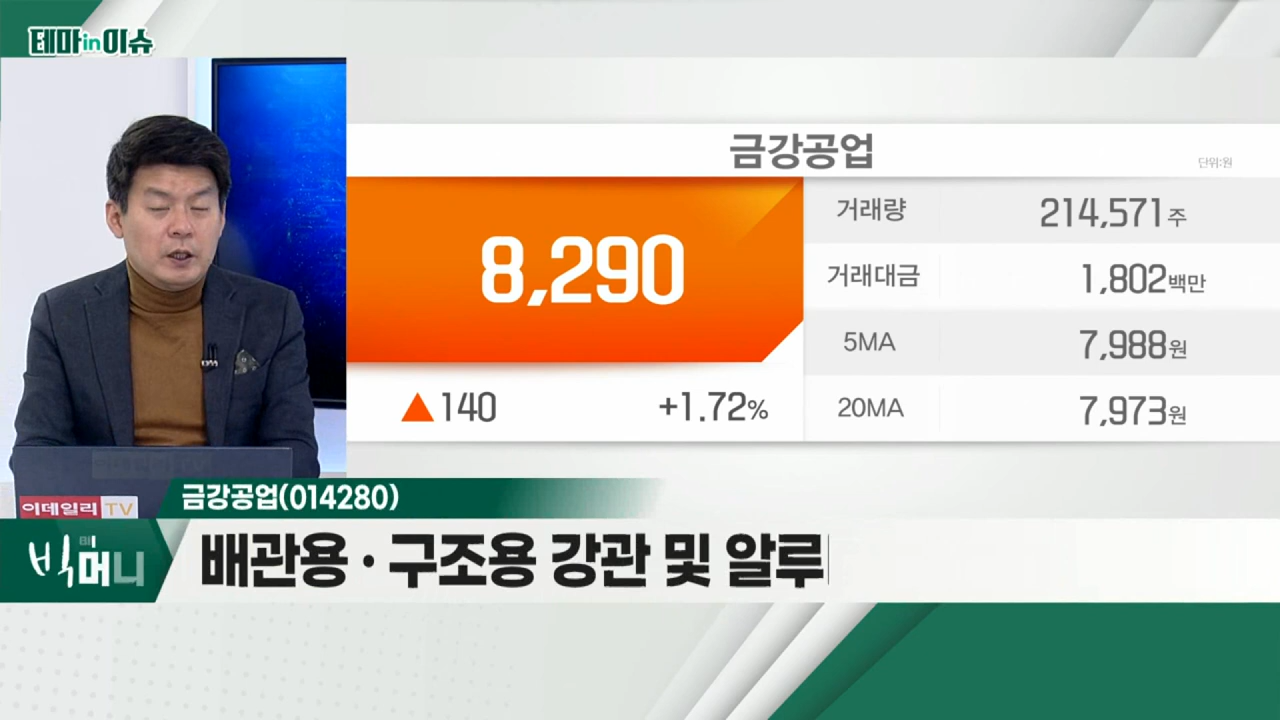 테마in이슈
금강공업
단위:원
8,290
▲140 +1.72%
거래량 214,571주
거래대금 1,802백만
5MA 7,988원
20MA 7,973원
이데일리TV
금강공업(014280)
빅머니
배관용·구조용 강관 및 알루